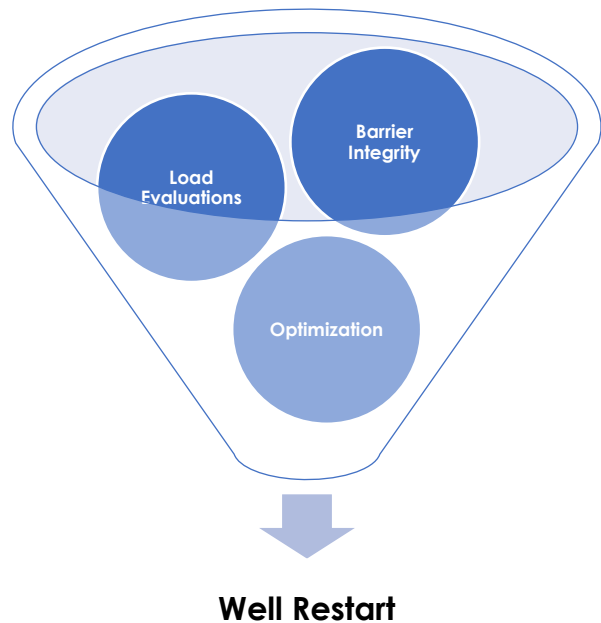 Barrier
Integrity
Load
Evaluations
Optimization
Well Restart